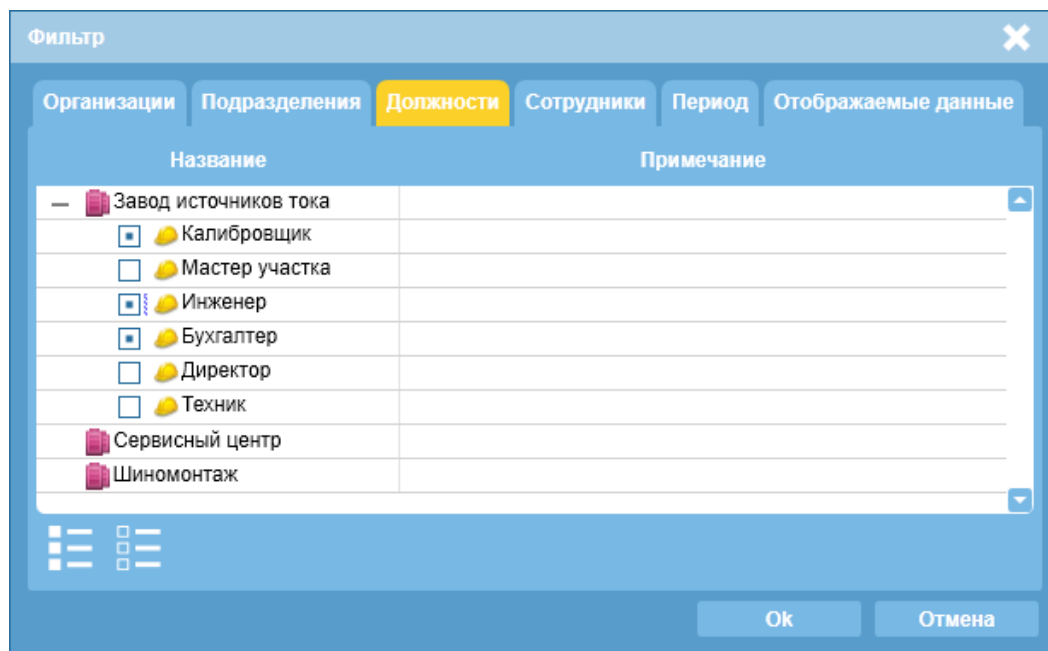 Фильтр
Организации Подразделения Должности Сотрудники Период Отображаемые данные
Название Примечание
Завод источников тока
Калибровщик
Мастер участка
Инженер
Бухгалтер
Директор
Техник
Сервисный центр
Шиномонтаж
Ok Отмена